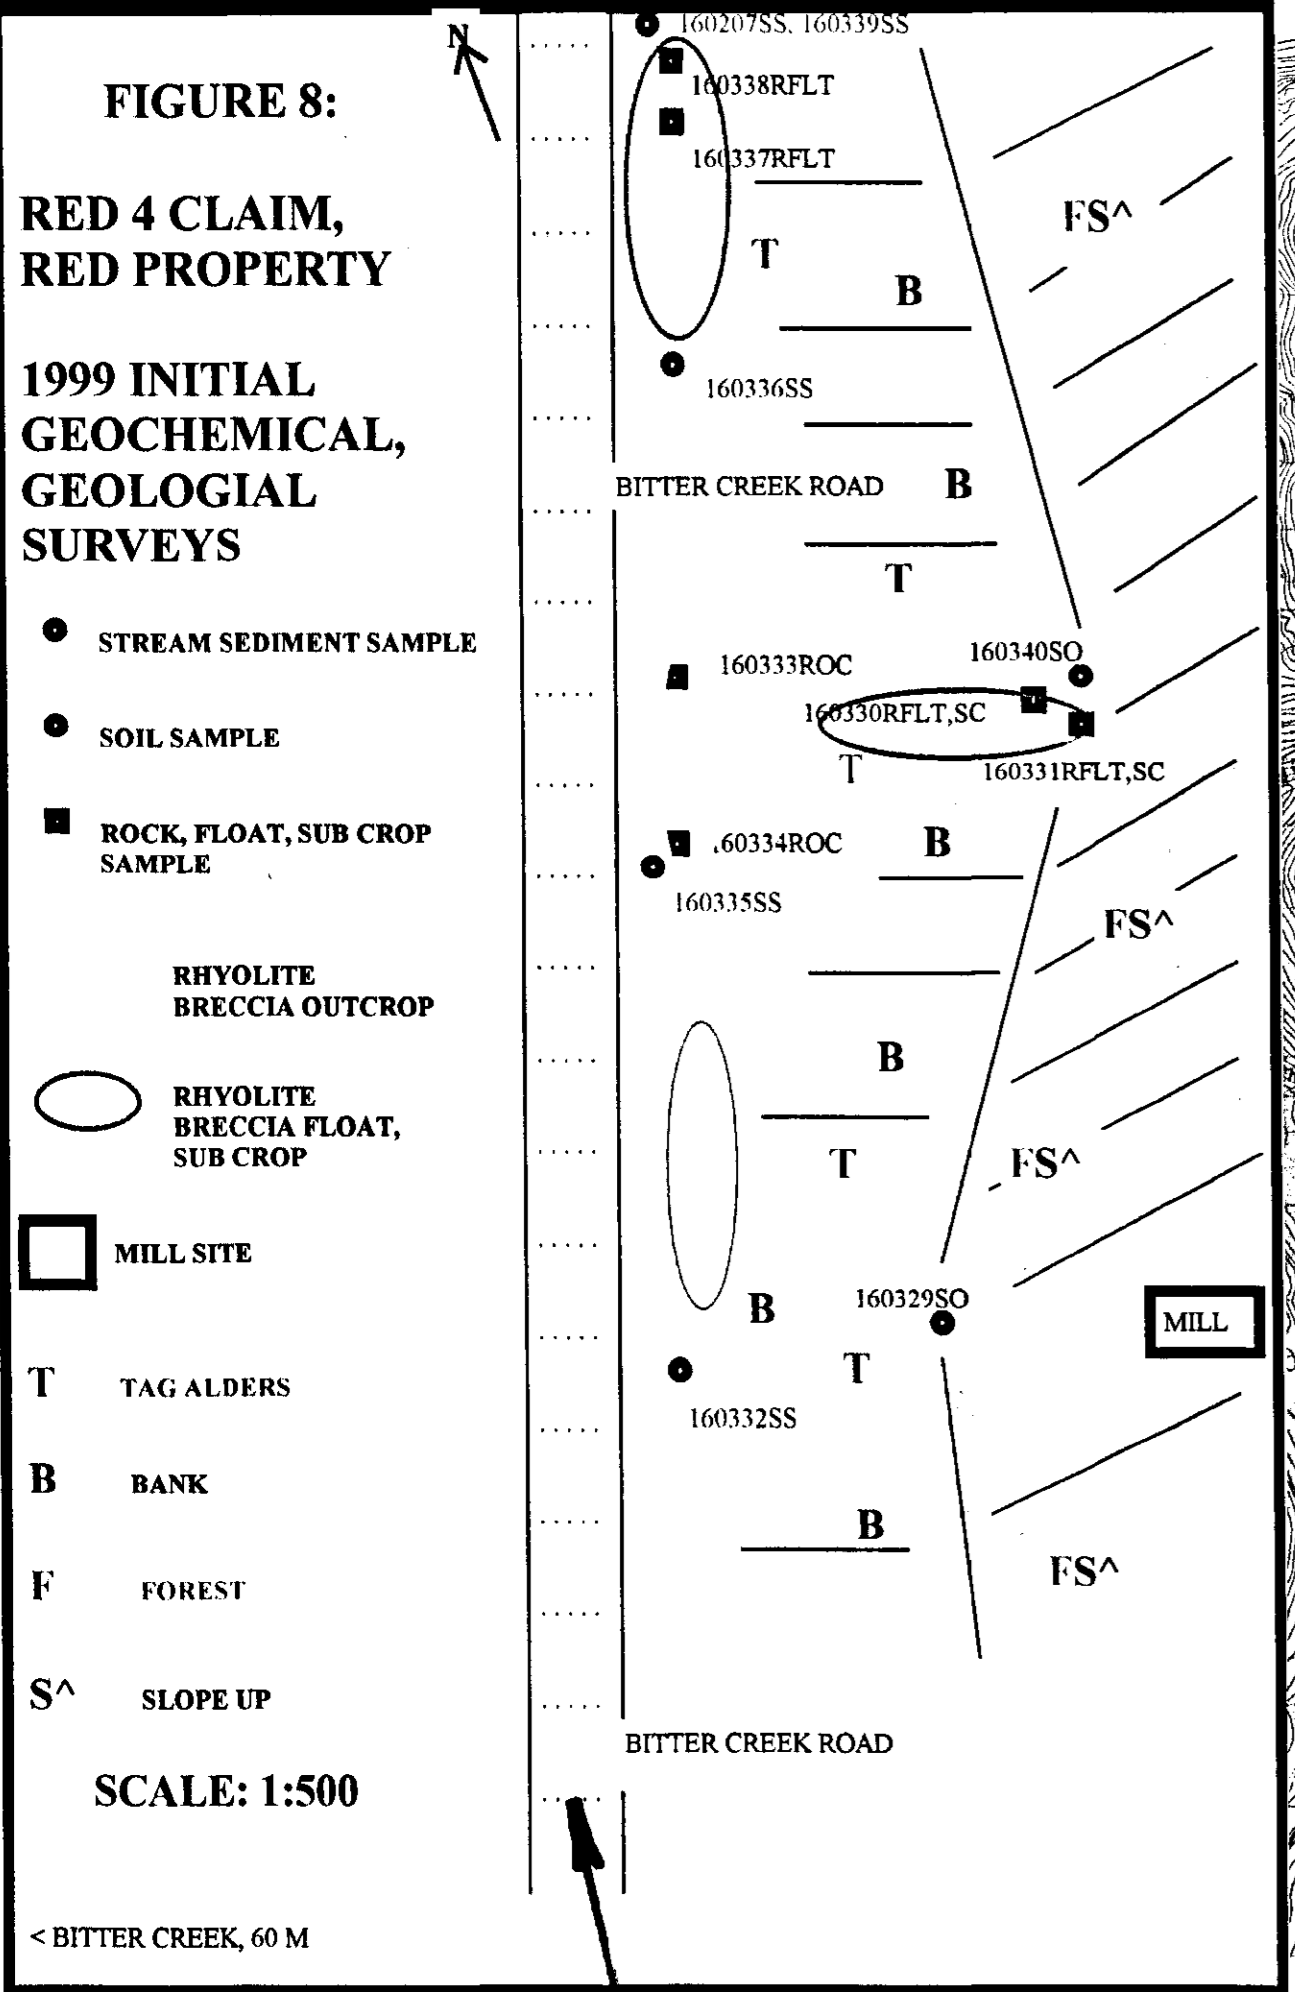 N
FIGURE 8:
RED 4 CLAIM,
RED PROPERTY
1999 INITIAL
GEOCHEMICAL,
GEOLOGIAL
SURVEYS
STREAM SEDIMENT SAMPLE
SOIL SAMPLE
ROCK, FLOAT, SUB CROP
SAMPLE
RHYOLITE
BRECCIA OUTCROP
RHYOLITE
BRECCIA FLOAT,
SUB CROP
MILL SITE
T TAG ALDERS
B BANK
F FOREST
S^ SLOPE UP
SCALE: 1:500
< BITTER CREEK, 60 M
160207SS, 160339SS
160338RFLT
160337RFLT
FS^
T
B
160336SS
BITTER CREEK ROAD
B
T
160340SO
160333ROC
160330RFLT,SC
T
160331RFLT,SC
.60334ROC
B
160335SS
FS^
B
T
FS^
160329SO
B
MILL
T
160332SS
B
FS^
BITTER CREEK ROAD